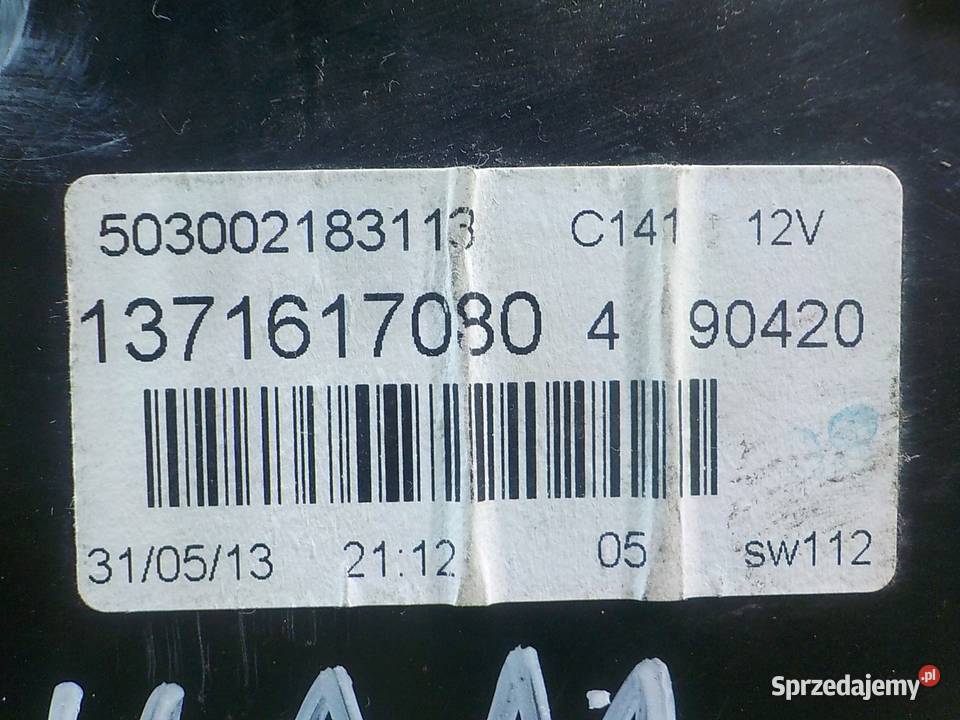 503002183113 C141 12V
1371617080 4 90420
31/05/13 21:12 05 sw112
Sprzedajemy.pl